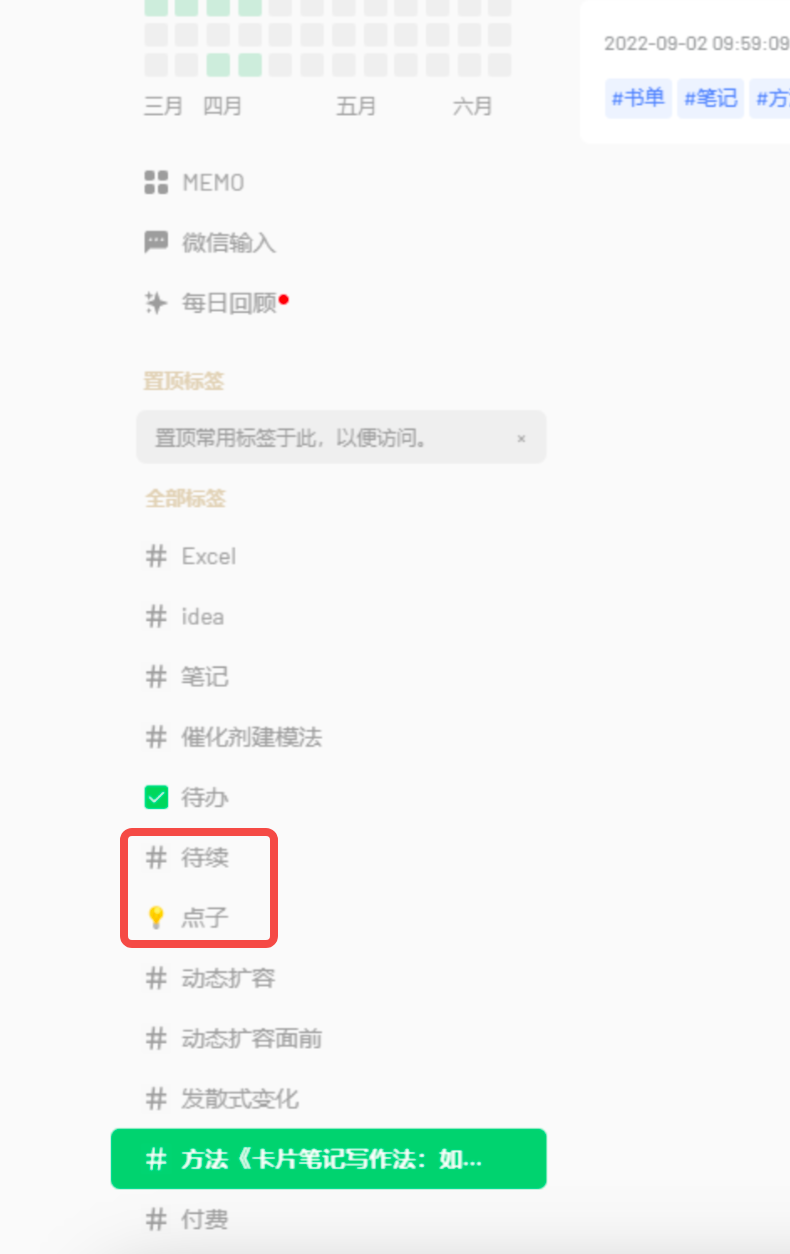 三月 四月 五月 六月
MEMO
微信输入
每日回顾
置顶标签
置顶常用标签于此，以便访问。 ×
全部标签
# Excel
# idea
# 笔记
# 催化剂建模法
待办
# 待续
点子
# 动态扩容
# 动态扩容面前
# 发散式变化
# 方法《卡片笔记写作法：如...
# 付费
2022-09-02 09:59:09
#书单 #笔记 #方